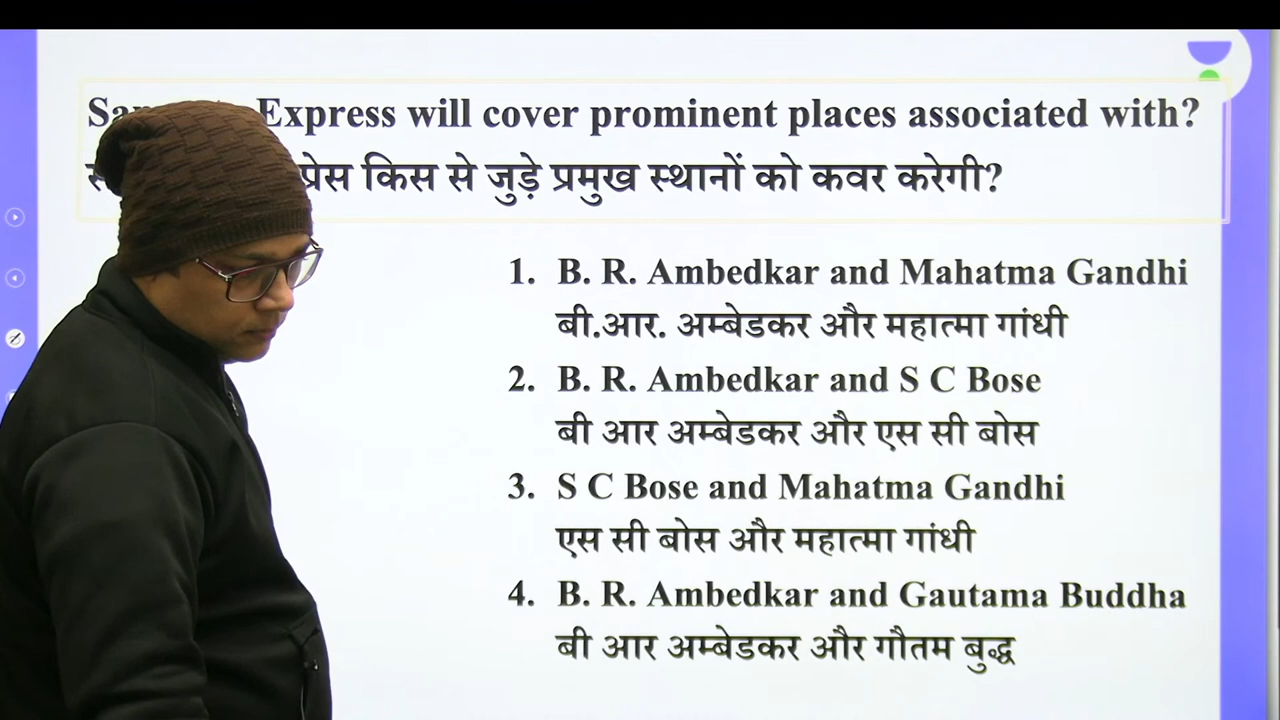 Express will cover prominent places associated with?
किस से जुड़े प्रमुख स्थानों को कवर करेगी?
1. B. R. Ambedkar and Mahatma Gandhi
बी.आर. अम्बेडकर और महात्मा गांधी
2. B. R. Ambedkar and S C Bose
बी आर अम्बेडकर और एस सी बोस
3. S C Bose and Mahatma Gandhi
एस सी बोस और महात्मा गांधी
4. B. R. Ambedkar and Gautama Buddha
बी आर अम्बेडकर और गौतम बुद्ध